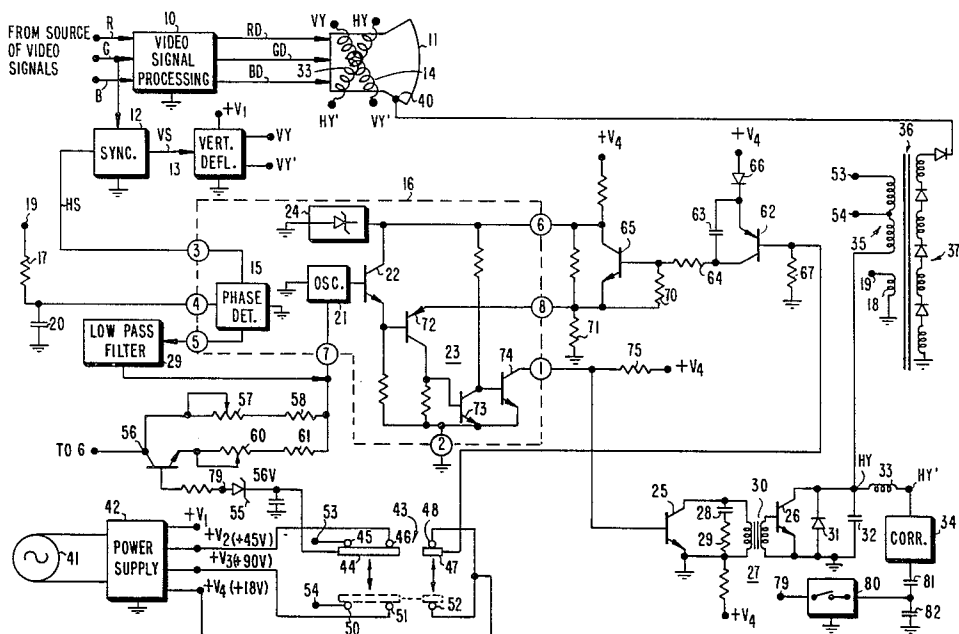 FROM SOURCE
OF VIDEO
SIGNALS
R
G
B
10
VIDEO
SIGNAL
PROCESSING
RD
GD
BD
VY
HY
33
14
11
40
HY'
VY'
12
SYNC.
VS
13
+V1
VERT.
DEFL.
VY
VY'
HS
19
17
20
16
24
3
15
PHASE
DET.
4
5
LOW PASS
FILTER
29
OSC.
21
7
22
72
23
73
74
2
6
8
1
+V4
65
71
70
64
63
+V4
66
62
67
75
+V4
36
53
54
35
19
18
37
TO 6
56
57
58
60
61
79
55
56V
41
42
POWER
SUPPLY
+V1
+V2 (+45V)
+V3 (+90V)
+V4 (+18V)
53
45
46
43
48
44
47
54
50
51
52
25
28
29
+V4
30
27
26
31
32
HY
33
HY'
34
CORR.
81
82
79
80